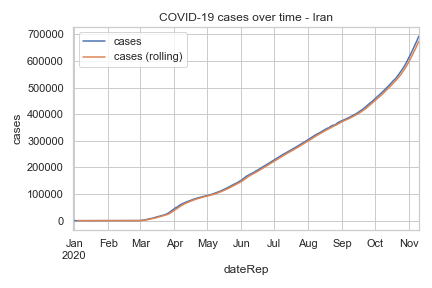 COVID-19 cases over time - Iran
cases
cases (rolling)
700000
600000
500000
400000
300000
200000
100000
0
cases
Jan Feb Mar Apr May Jun Jul Aug Sep Oct Nov
2020
dateRep